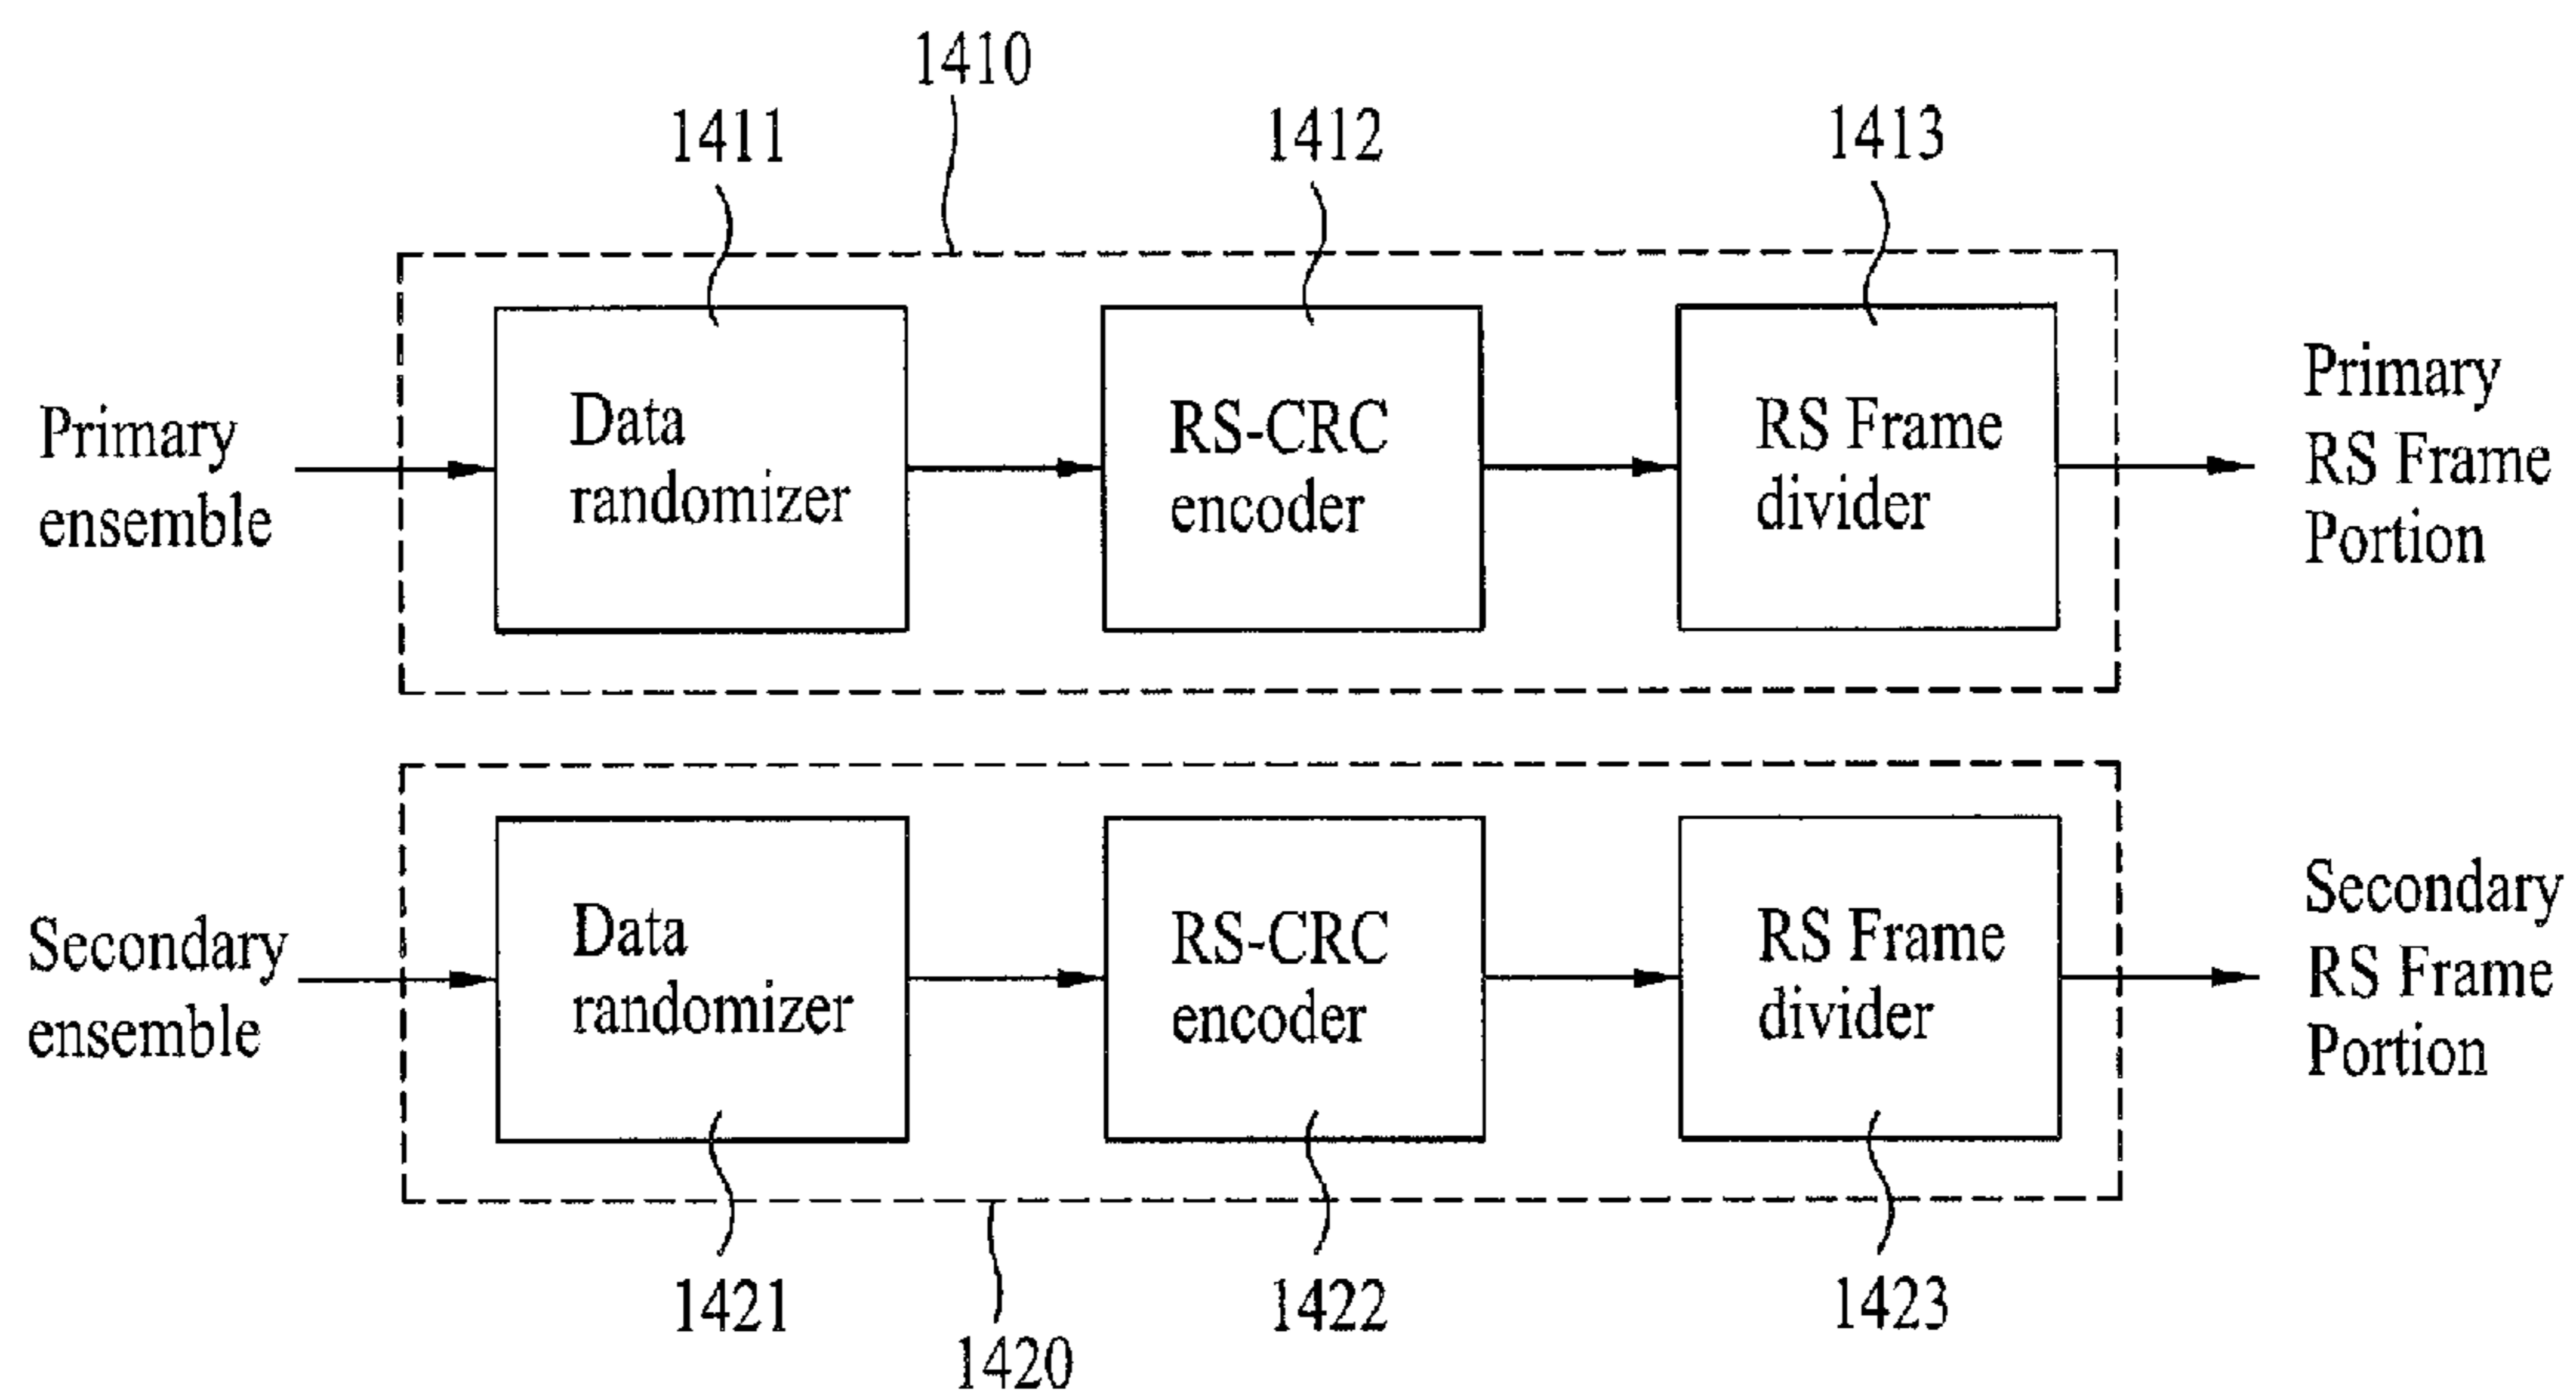 1410
1411
1412
1413
Primary
ensemble
Data
randomizer
RS-CRC
encoder
RS Frame
divider
Primary
RS Frame
Portion
Secondary
ensemble
Data
randomizer
RS-CRC
encoder
RS Frame
divider
Secondary
RS Frame
Portion
1421
1422
1423
1420